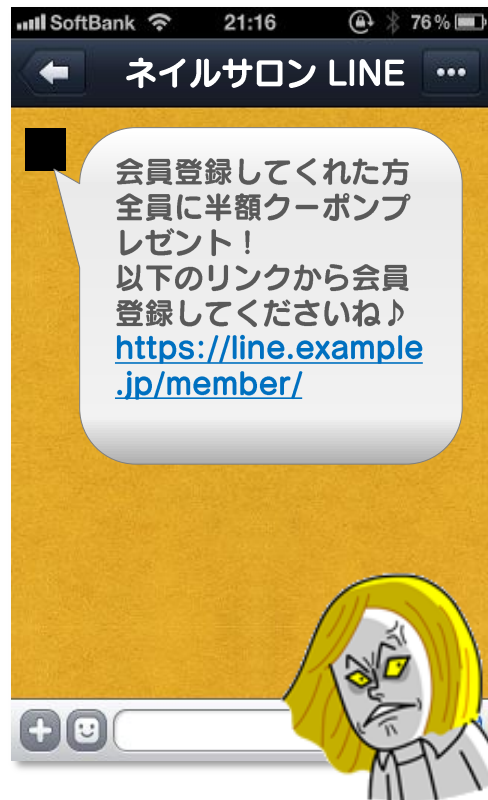 SoftBank 21:16 76%
ネイルサロン LINE
会員登録してくれた方
全員に半額クーポンプ
レゼント！
以下のリンクから会員
登録してくださいね♪
https://line.example
.jp/member/